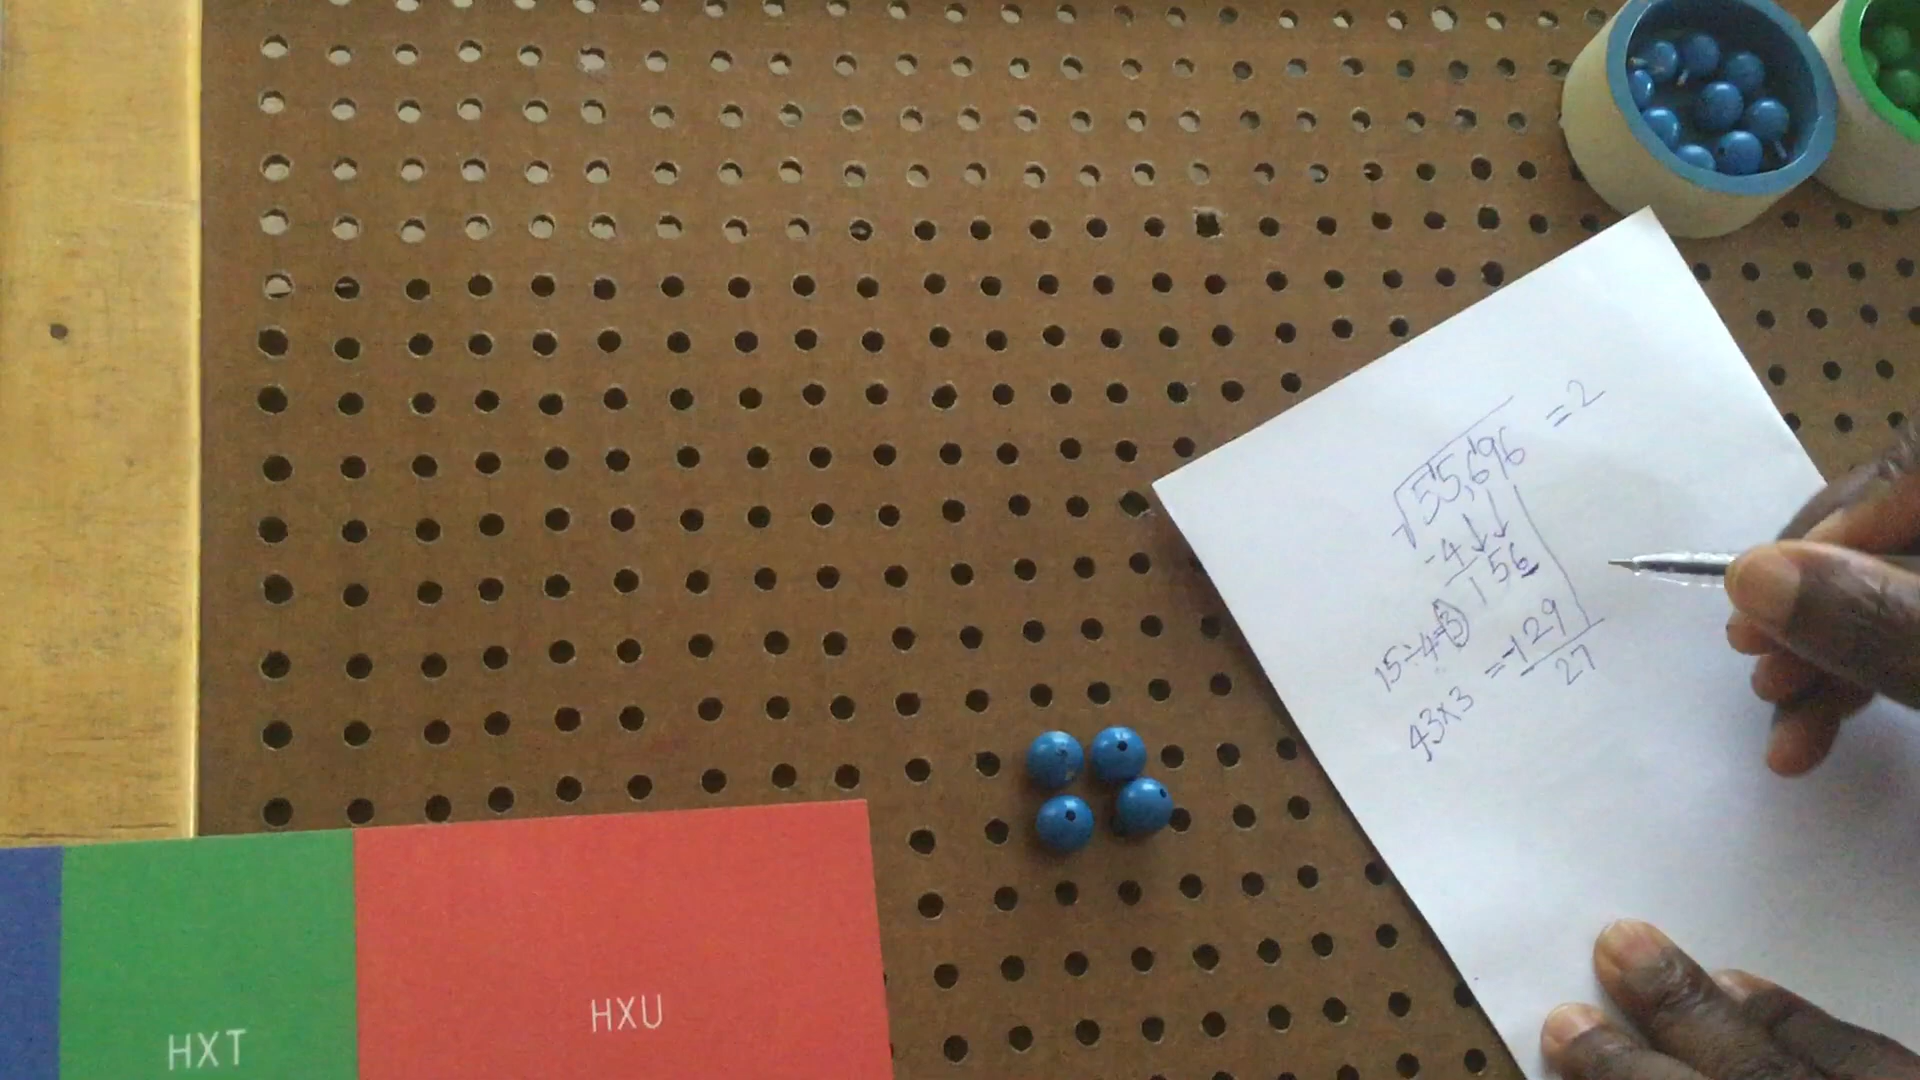 √55,696 = 2
-4
156
15÷4=3
43x3 = -129
27
HXT
HXU